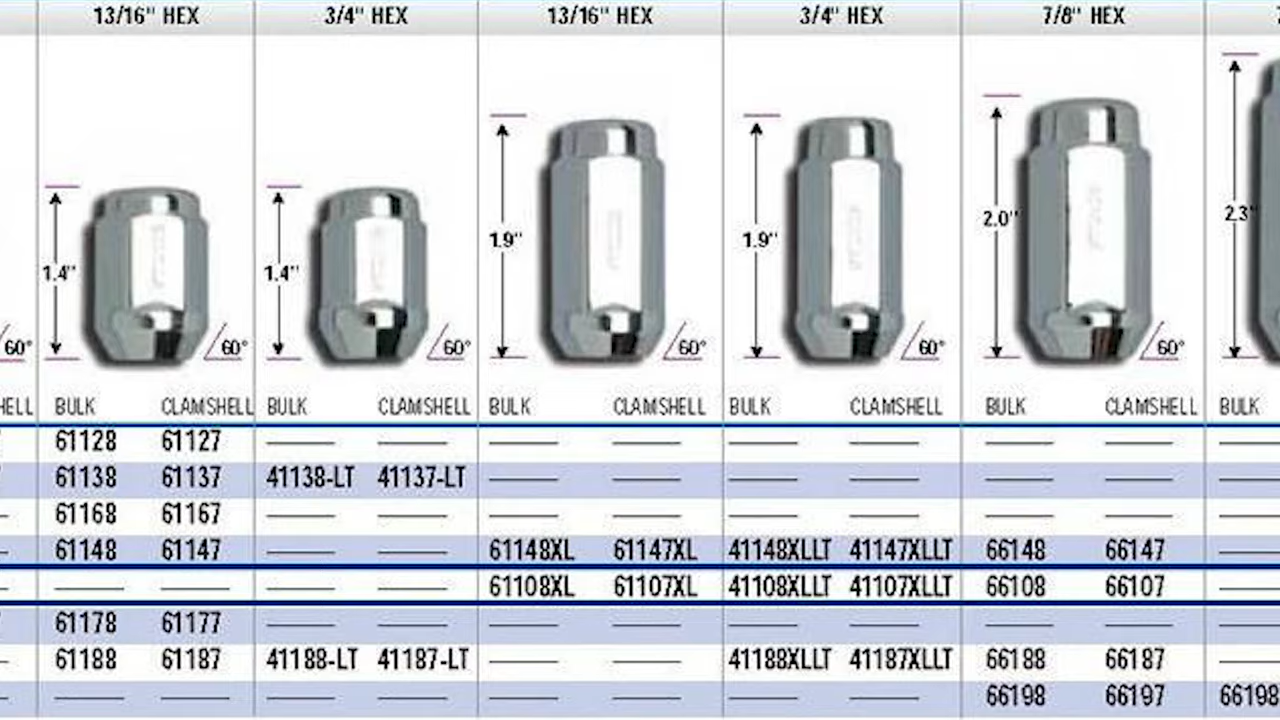 13/16" HEX 3/4" HEX 13/16" HEX 3/4" HEX 7/8" HEX
1.4" 1.4" 1.9" 1.9" 2.0" 2.3"
60° 60° 60° 60° 60° 60°
BULK CLAMSHELL BULK CLAMSHELL BULK CLAMSHELL BULK CLAMSHELL BULK CLAMSHELL BULK
61128 61127
61138 61137 41138-LT 41137-LT
61168 61167
61148 61147 61148XL 61147XL 41148XLLT 41147XLLT 66148 66147
61108XL 61107XL 41108XLLT 41107XLLT 66108 66107
61178 61177
61188 61187 41188-LT 41187-LT 41188XLLT 41187XLLT 66188 66187
66198 66197 66198